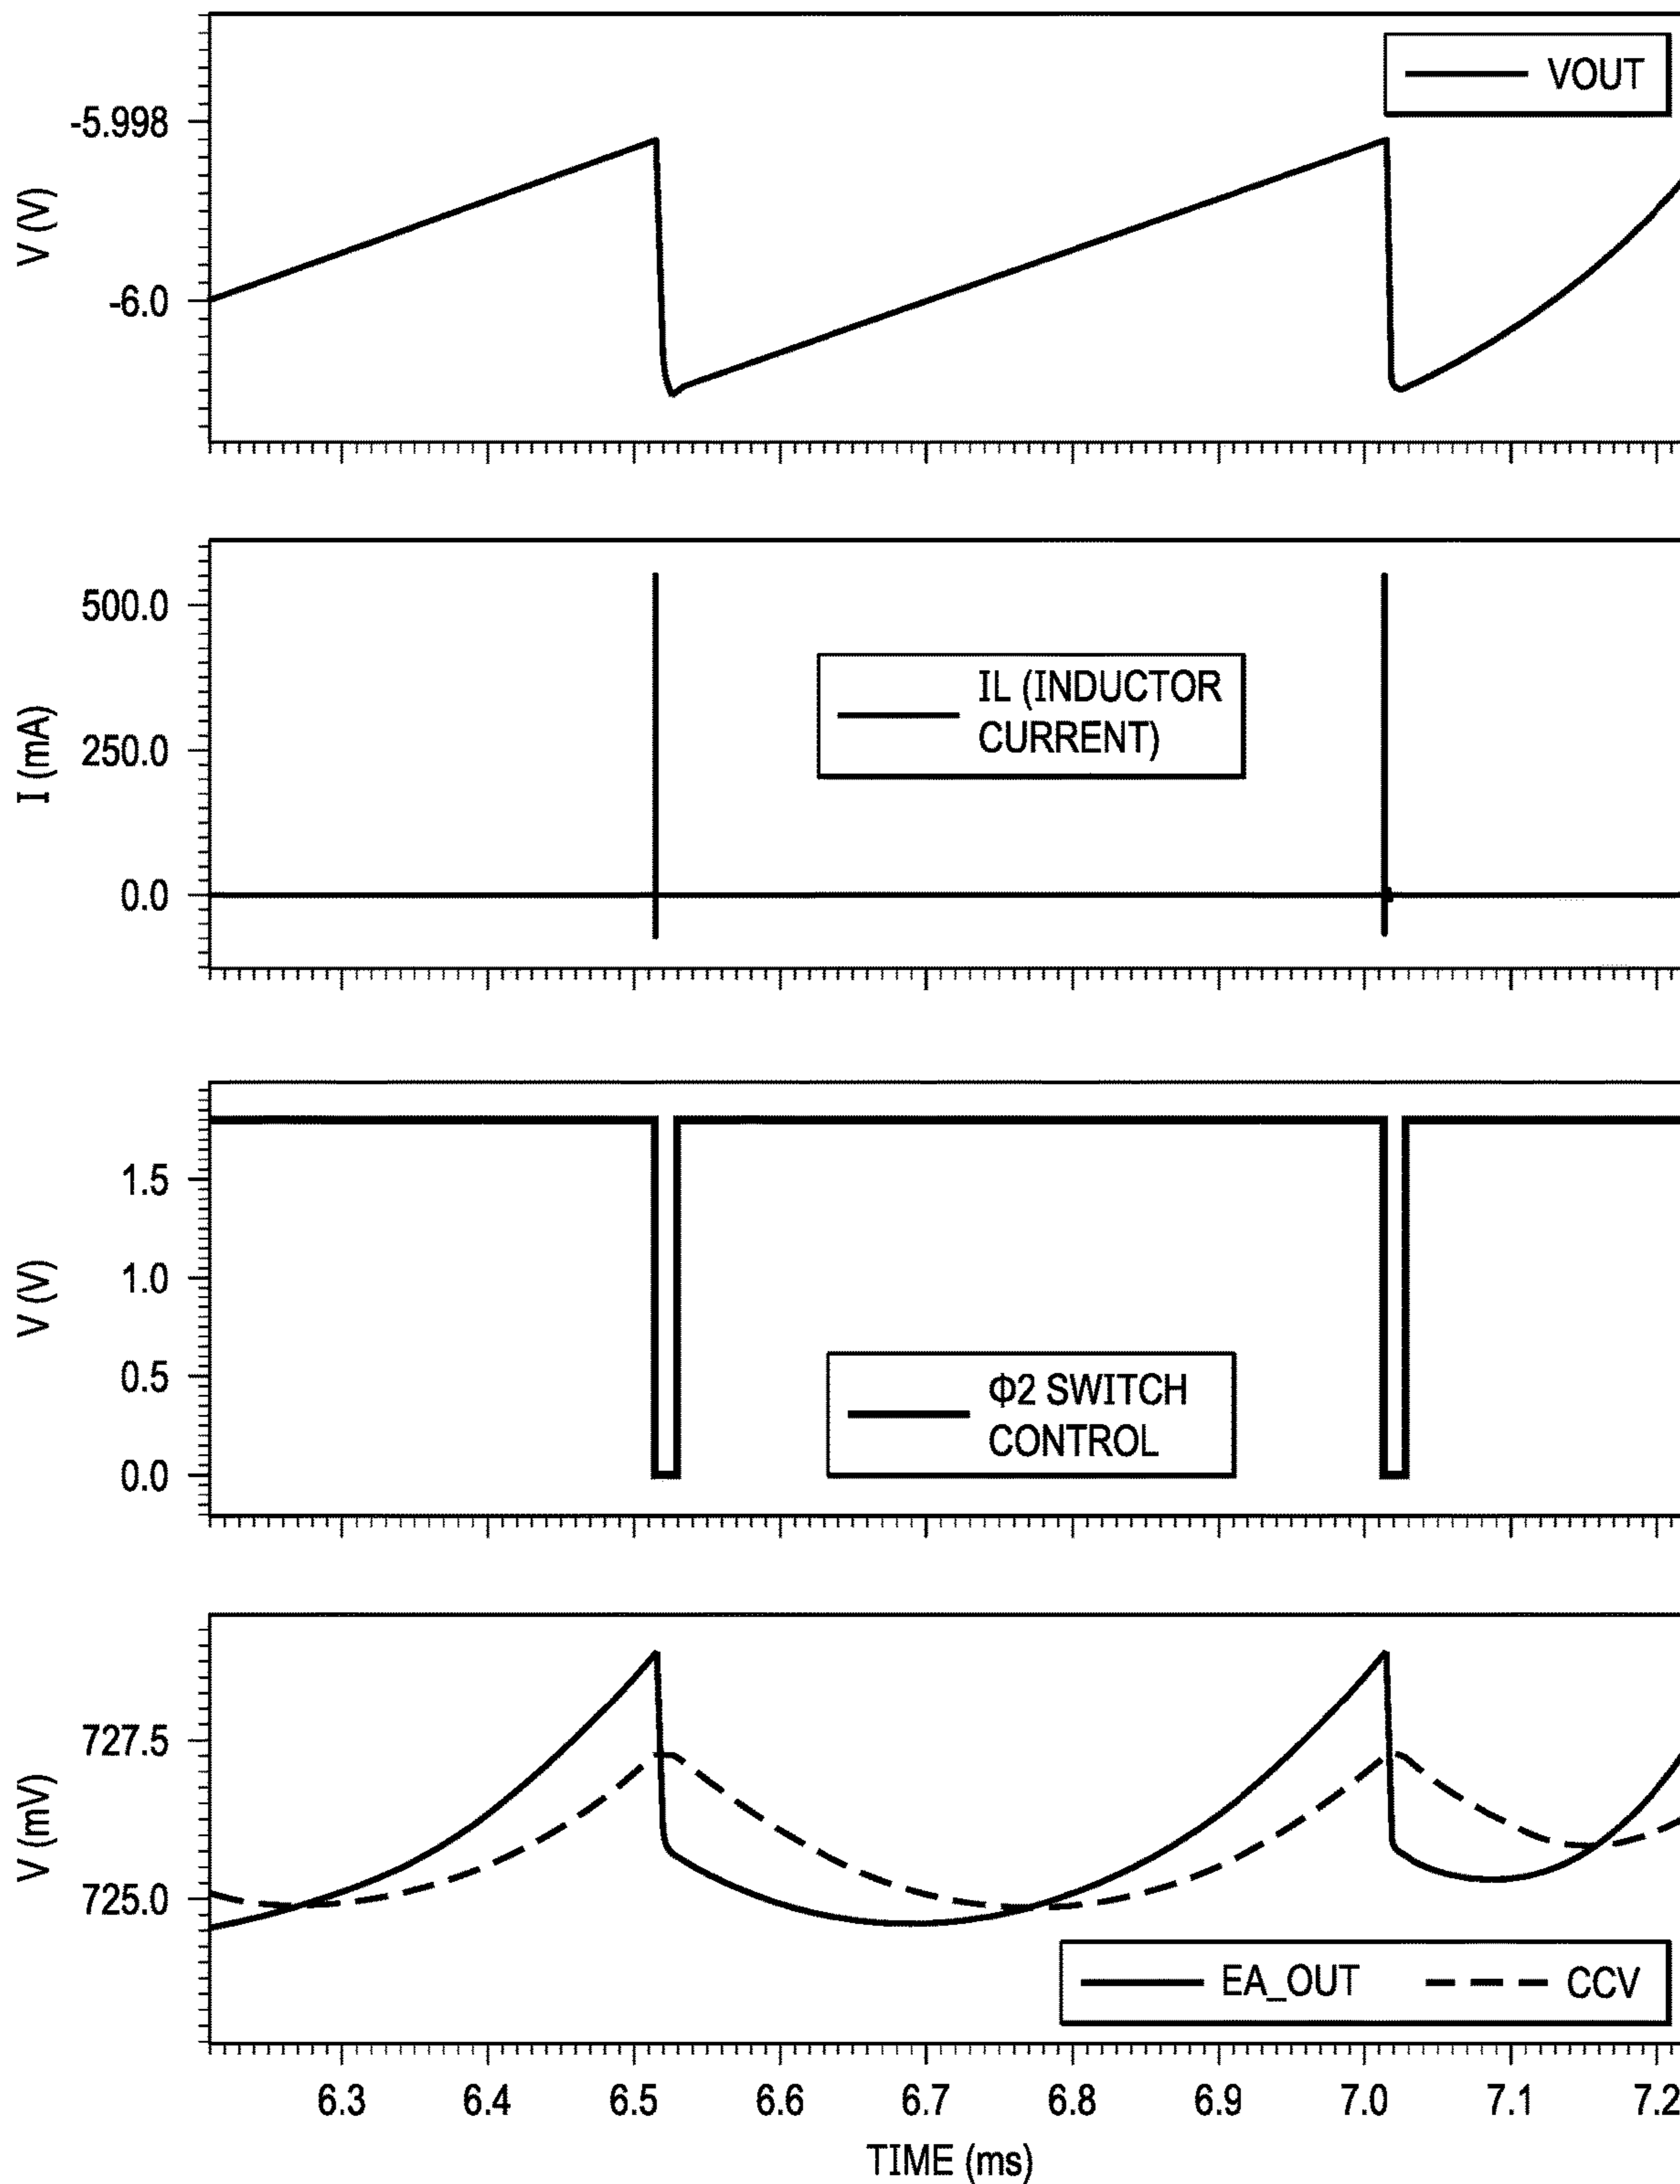 VOUT
-5.998
V (V)
-6.0
500.0
IL (INDUCTOR
CURRENT)
I (mA)
250.0
0.0
1.5
V (V)
1.0
0.5
Φ2 SWITCH
CONTROL
0.0
727.5
V (mV)
725.0
EA_OUT CCV
6.3 6.4 6.5 6.6 6.7 6.8 6.9 7.0 7.1 7.2
TIME (ms)